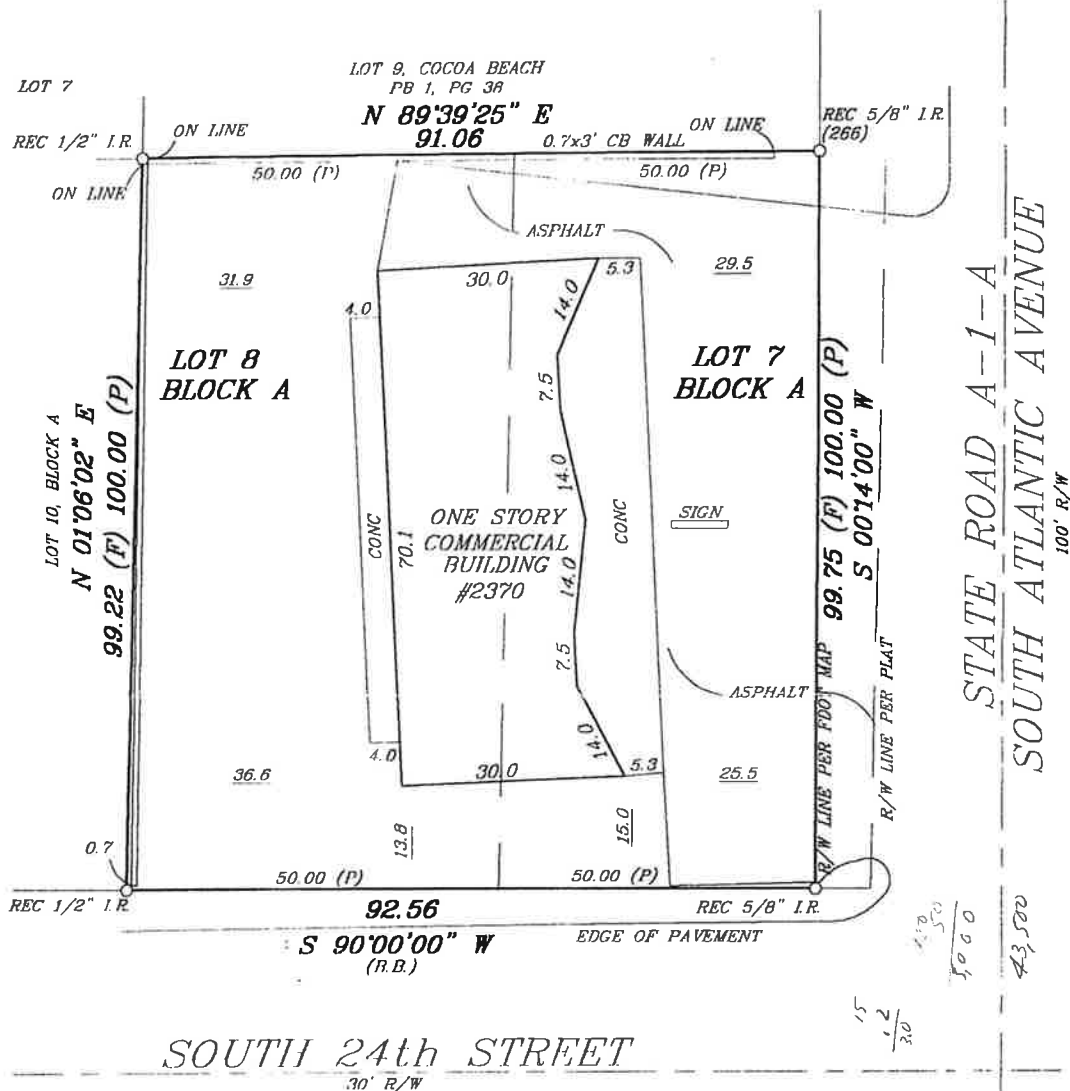 LOT 9, COCOA BEACH
PB 1, PG 38
LOT 7
N 89°39'25" E
91.06
REC 1/2" I.R.
ON LINE
0.7x3' CB WALL
ON LINE
REC 5/8" I.R.
(266)
50.00 (P)
50.00 (P)
ON LINE
ASPHALT
31.9
30.0
5.3
29.5
4.0
14.0
LOT 8
BLOCK A
LOT 7
BLOCK A
7.5
LOT 10, BLOCK A
N 01°06'02" E
99.22 (F) 100.00 (P)
14.0
CONC
70.1
ONE STORY
COMMERCIAL
BUILDING
#2370
CONC
SIGN
14.0
7.5
99.75 (F) 100.00 (P)
S 00°14'00" W
R/W LINE PER FDOT MAP
R/W LINE PER PLAT
STATE ROAD A-1-A
SOUTH ATLANTIC AVENUE
100' R/W
ASPHALT
14.0
4.0
36.6
30.0
5.3
25.5
13.8
15.0
0.7
50.00 (P)
50.00 (P)
REC 1/2" I.R.
92.56
REC 5/8" I.R.
S 90°00'00" W
(B.B.)
EDGE OF PAVEMENT
43,500
15
.2
30
SOUTH 24th STREET
30' R/W